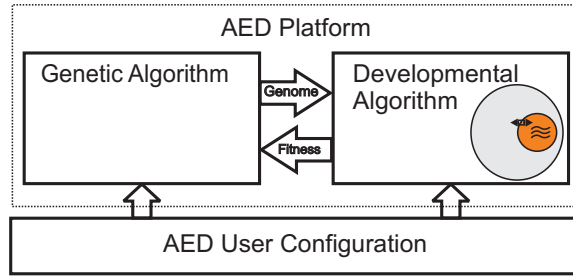 AED Platform
Genetic Algorithm
Genome
Fitness
Developmental
Algorithm
AED User Configuration